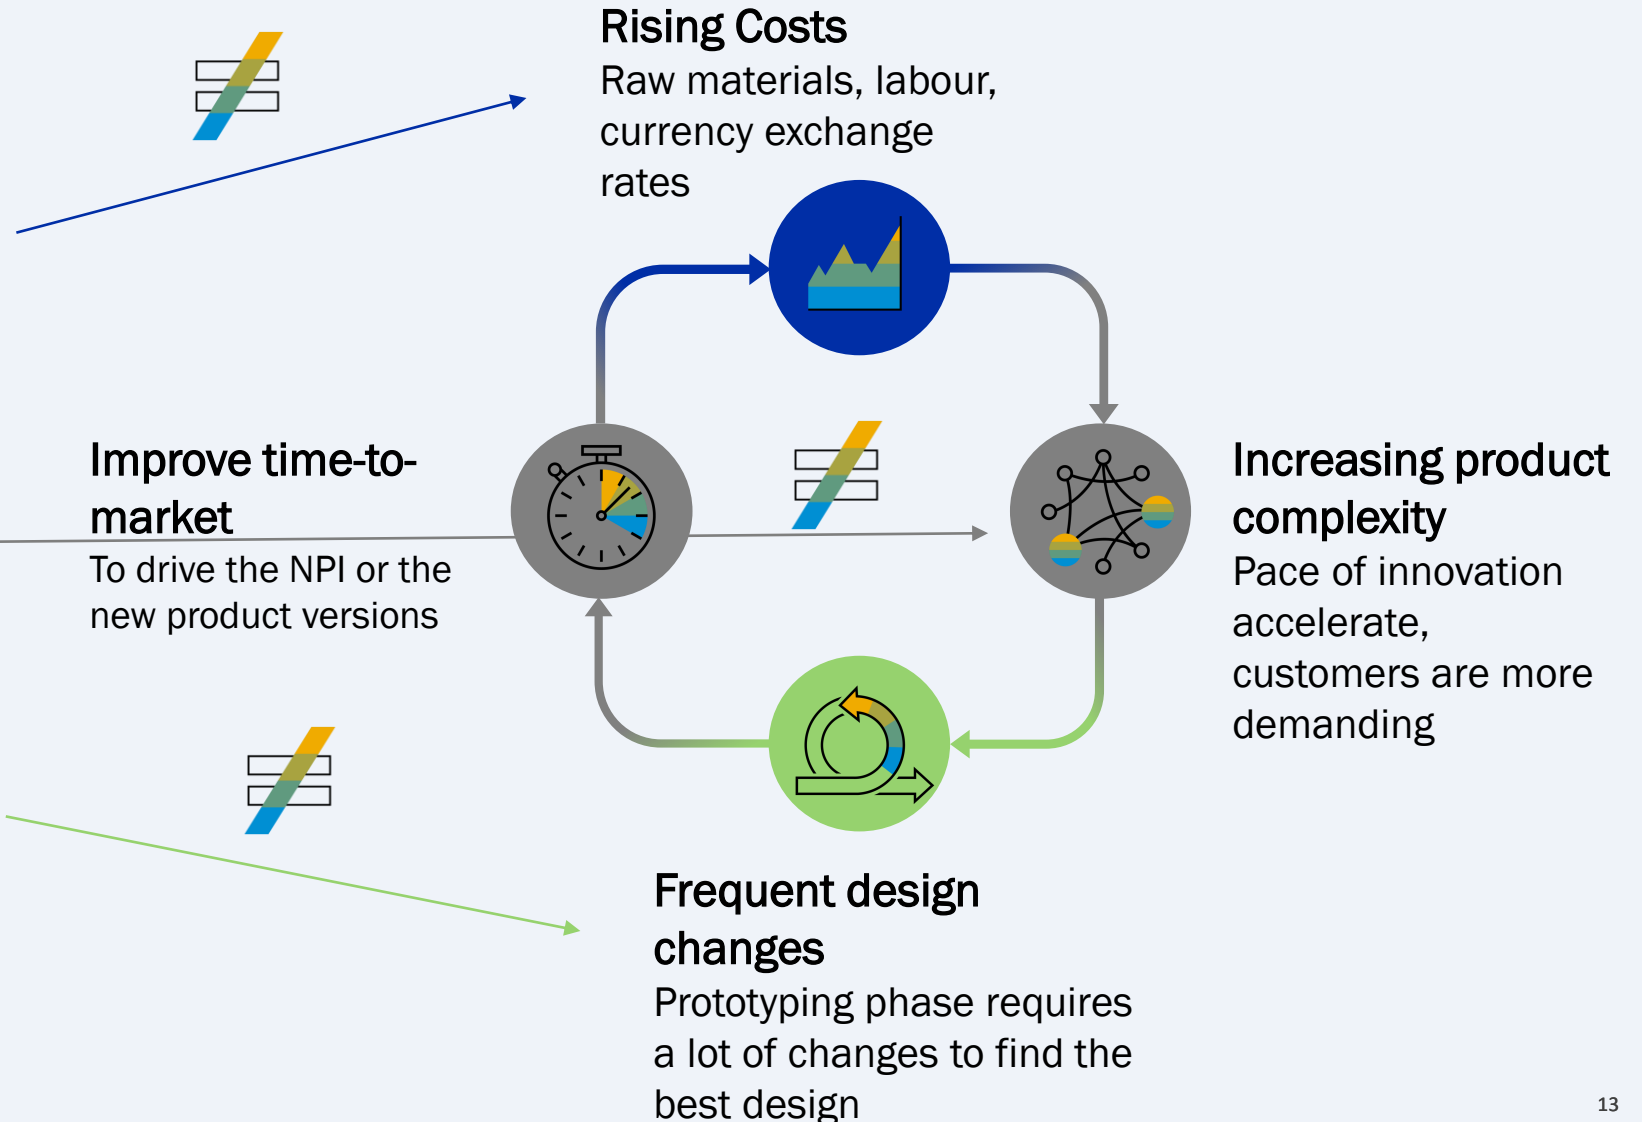 Rising Costs
Raw materials, labour,
currency exchange
rates
Improve time-to-
market
To drive the NPI or the
new product versions
Increasing product
complexity
Pace of innovation
accelerate,
customers are more
demanding
Frequent design
changes
Prototyping phase requires
a lot of changes to find the
best design
13